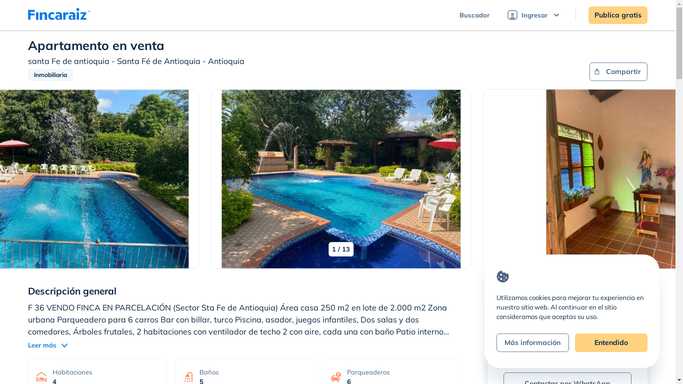 Fincaraiz
Buscador
Ingresar
Publica gratis
Apartamento en venta
santa Fe de antioquia - Santa Fé de Antioquia - Antioquia
Inmobiliaria
Compartir
1 / 13
Descripción general
F 36 VENDO FINCA EN PARCELACIÓN (Sector Sta Fe de Antioquia) Área casa 250 m2 en lote de 2.000 m2 Zona
urbana Parqueadero para 6 carros Bar con billar, turco Piscina, asador, juegos infantiles, Dos salas y dos
comedores, Árboles frutales, 2 habitaciones con ventilador de techo 2 con aire, cada una con baño Patio interno...
Leer más
Habitaciones
4
Baños
5
Parqueaderos
6
Utilizamos cookies para mejorar tu experiencia en
nuestro sitio web. Al continuar en el sitio
consideramos que aceptas su uso.
Más información
Entendido
Contactar por WhatsApp